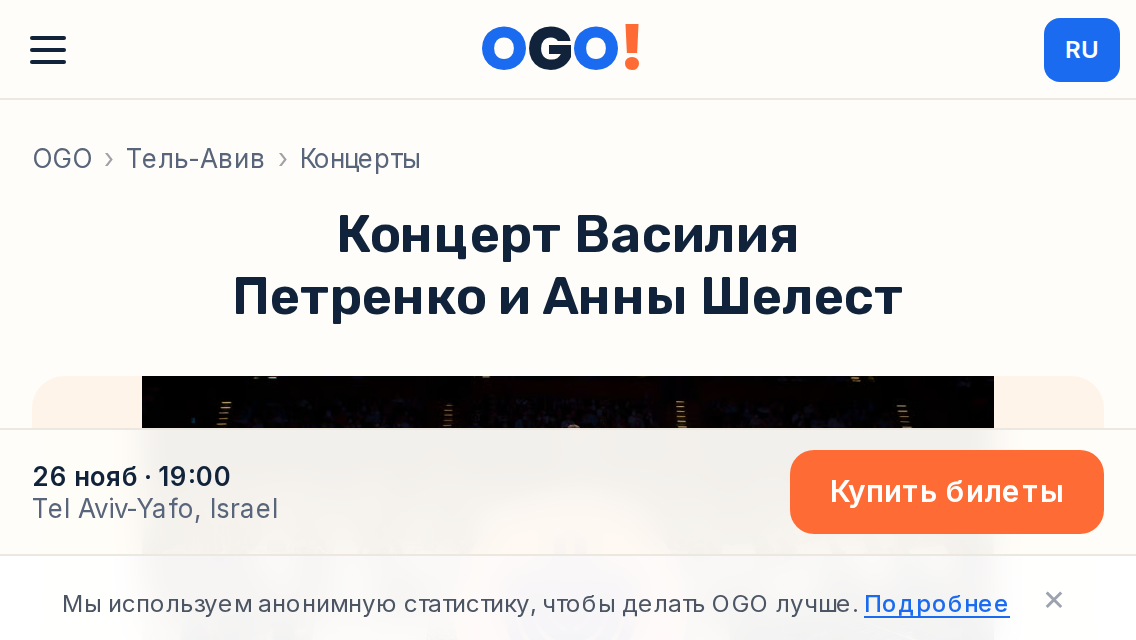 OGO!
RU
OGO › Тель-Авив › Концерты
Концерт Василия
Петренко и Анны Шелест
26 нояб · 19:00
Tel Aviv-Yafo, Israel
Купить билеты
Мы используем анонимную статистику, чтобы делать OGO лучше. Подробнее ✕